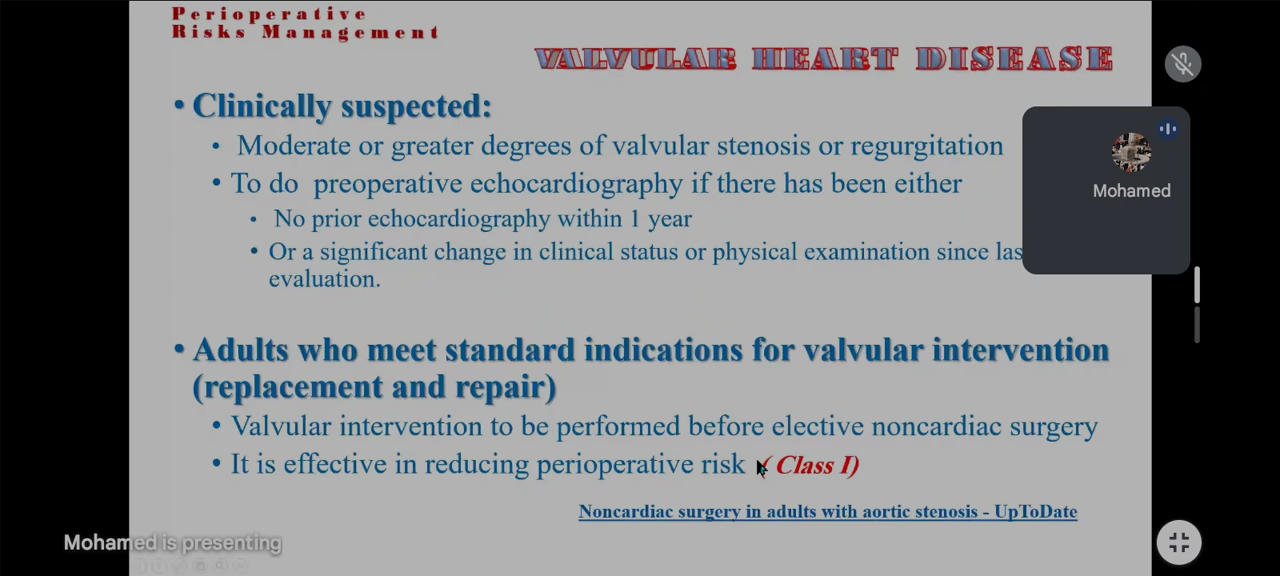 Perioperative
Risks Management
VALVULAR HEART DISEASE
• Clinically suspected:
• Moderate or greater degrees of valvular stenosis or regurgitation
• To do preoperative echocardiography if there has been either
• No prior echocardiography within 1 year
• Or a significant change in clinical status or physical examination since las
evaluation.
Mohamed
• Adults who meet standard indications for valvular intervention
(replacement and repair)
• Valvular intervention to be performed before elective noncardiac surgery
• It is effective in reducing perioperative risk ( Class I)
Noncardiac surgery in adults with aortic stenosis - UpToDate
Mohamed is presenting